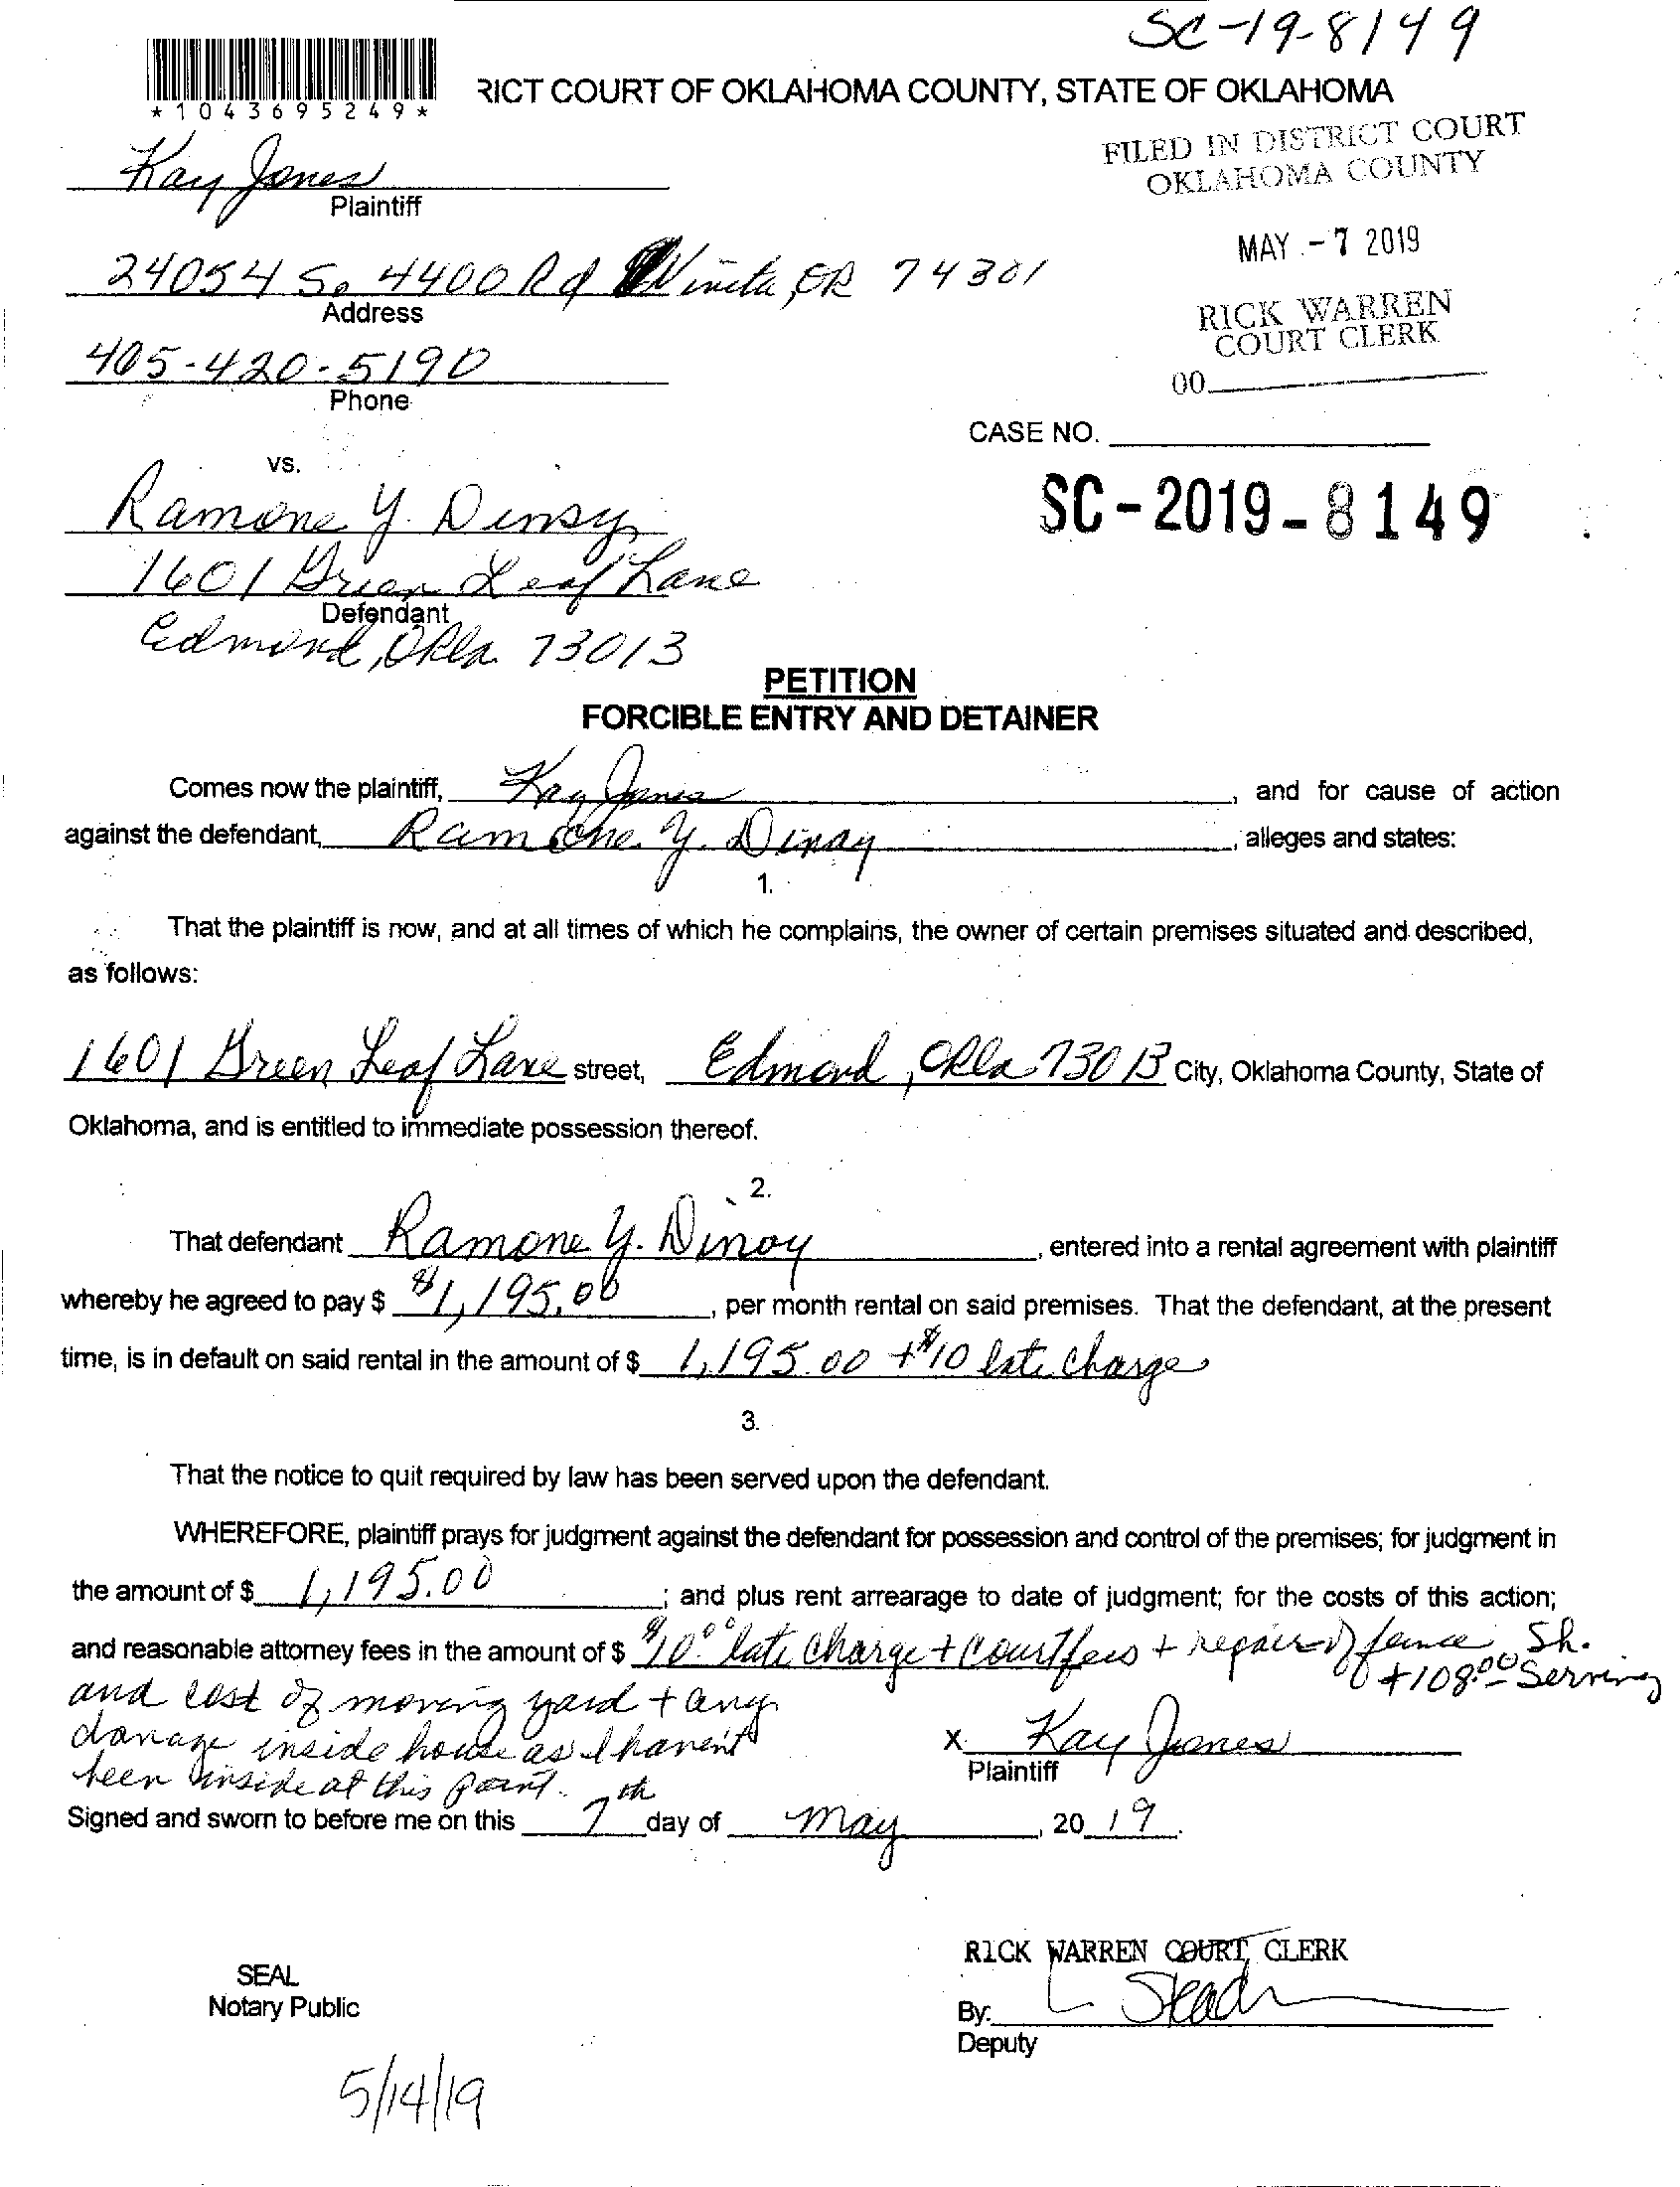 SC-19-8149
*1043695249*
RICT COURT OF OKLAHOMA COUNTY, STATE OF OKLAHOMA
FILED IN DISTRICT COURT
OKLAHOMA COUNTY
Kay Jones
Plaintiff
MAY - 7 2019
24054 So 4400 Rd Vinita, OK 74301
Address
RICK WARREN
COURT CLERK
405-420-5190
Phone
00
CASE NO.
vs.
SC-2019-8149
Ramone Y.
1601 Green Leaf Lane
Defendant
Edmond, Okla. 73013
PETITION
FORCIBLE ENTRY AND DETAINER
Comes now the plaintiff, Kay Jones, and for cause of action
against the defendant, Ramone Y., alleges and states:
1.
That the plaintiff is now, and at all times of which he complains, the owner of certain premises situated and described,
as follows:
1601 Green Leaf Lane street, Edmond, Okla 73013 City, Oklahoma County, State of
Oklahoma, and is entitled to immediate possession thereof.
2.
That defendant Ramone Y., entered into a rental agreement with plaintiff
whereby he agreed to pay $ $1,195.00, per month rental on said premises. That the defendant, at the present
time, is in default on said rental in the amount of $ 1,195.00 + $10 late charge
3.
That the notice to quit required by law has been served upon the defendant.
WHEREFORE, plaintiff prays for judgment against the defendant for possession and control of the premises; for judgment in
the amount of $ 1,195.00; and plus rent arrearage to date of judgment; for the costs of this action;
and reasonable attorney fees in the amount of $ $10.00 late charge + Court fees + repair of fence Sh.
+108.00 Serving
and cost of moving yard + any
damage inside house as I havent
been inside at this point.
x Kay Jones
Plaintiff
Signed and sworn to before me on this 7th day of May, 2019.
RICK WARREN COURT CLERK
SEAL
Notary Public
By:
Deputy
5/14/19